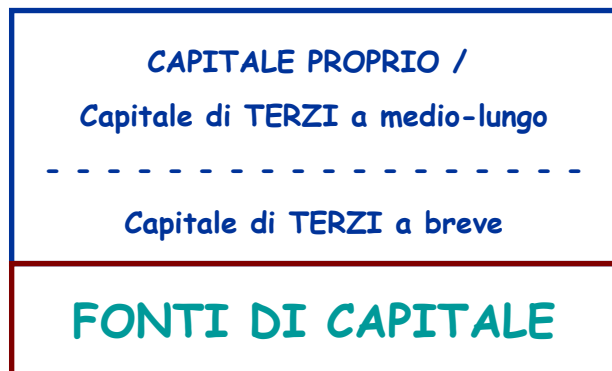 CAPITALE PROPRIO /
Capitale di TERZI a medio-lungo
- - - - - - - - - - - - - - - - - -
Capitale di TERZI a breve
FONTI DI CAPITALE